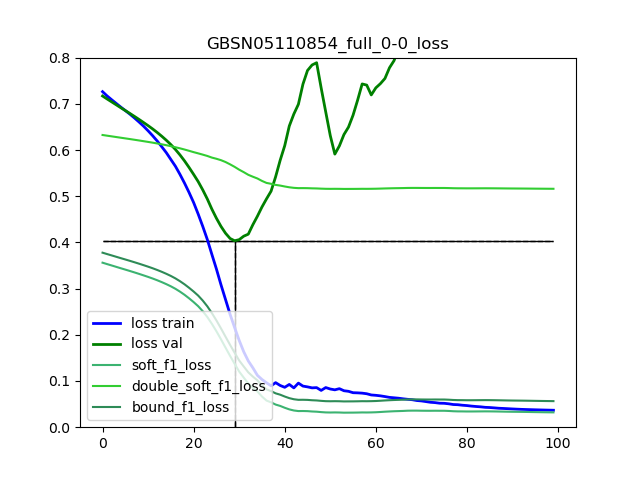 GBSN05110854_full_0-0_loss
0.8
0.7
0.6
0.5
0.4
0.3
0.2
0.1
0.0
loss train
loss val
soft_f1_loss
double_soft_f1_loss
bound_f1_loss
0 20 40 60 80 100